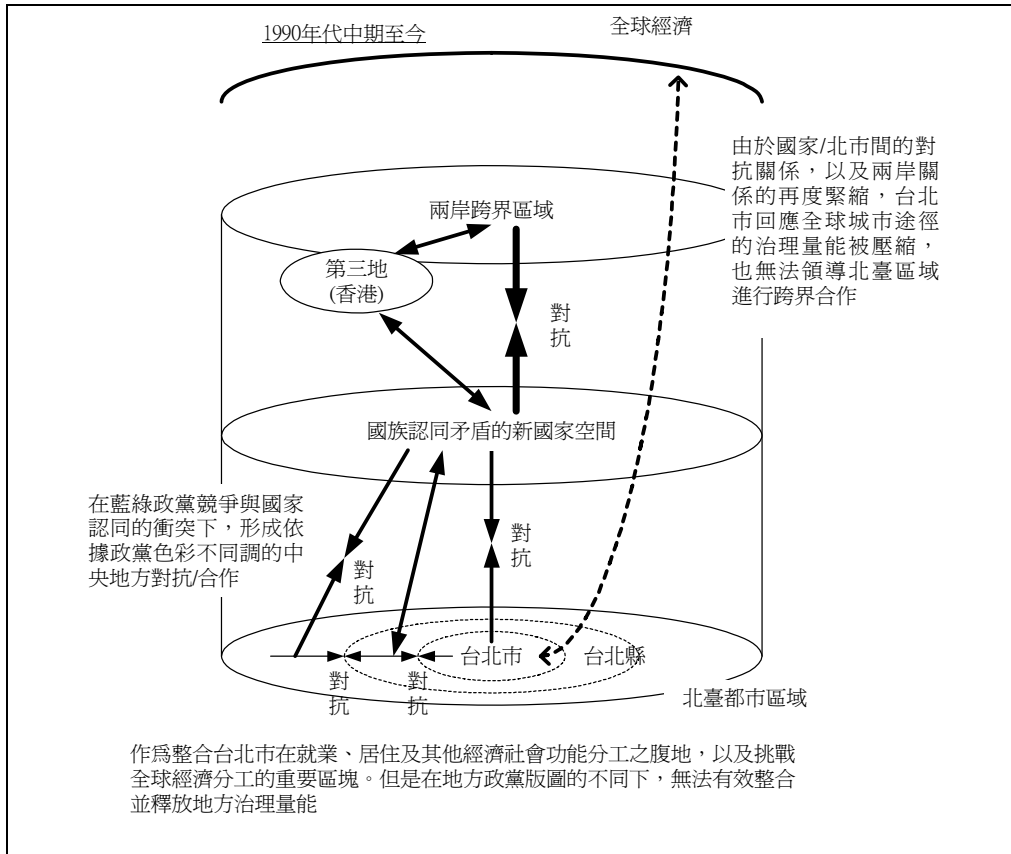 1990年代中期至今
全球經濟
由於國家/北市間的對
抗關係，以及兩岸關
係的再度緊縮，台北
市回應全球城市途徑
的治理量能被壓縮，
也無法領導北臺區域
進行跨界合作
兩岸跨界區域
第三地
(香港)
對
抗
國族認同矛盾的新國家空間
在藍綠政黨競爭與國家
認同的衝突下，形成依
據政黨色彩不同調的中
央地方對抗/合作
對
抗
對
抗
台北市
台北縣
對
抗
對
抗
北臺都市區域
作為整合台北市在就業、居住及其他經濟社會功能分工之腹地，以及挑戰
全球經濟分工的重要區塊。但是在地方政黨版圖的不同下，無法有效整合
並釋放地方治理量能